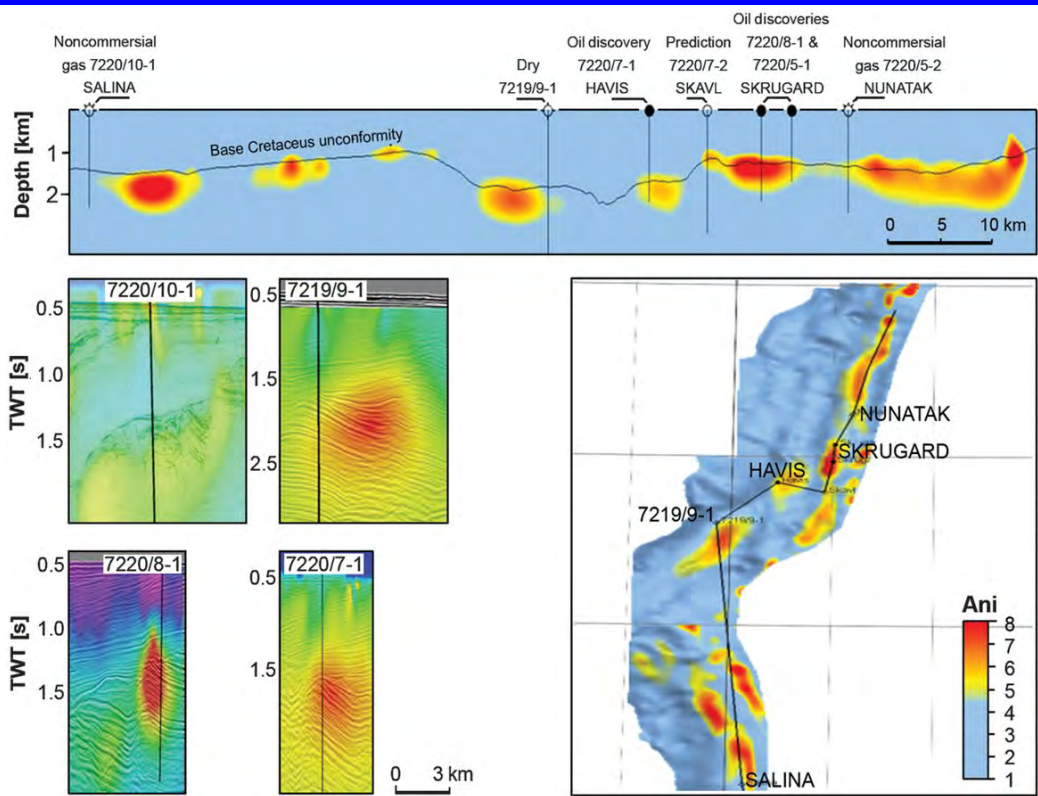 Noncommersial
gas 7220/10-1
SALINA
Dry
7219/9-1
Oil discovery
7220/7-1
HAVIS
Prediction
7220/7-2
SKAVL
Oil discoveries
7220/8-1 &
7220/5-1
SKRUGARD
Noncommersial
gas 7220/5-2
NUNATAK
Base Cretaceus unconformity
Depth [km]
1
2
0 5 10 km
7220/10-1
TWT [s]
0.5
1.0
1.5
7219/9-1
0.5
1.5
2.5
7220/8-1
TWT [s]
0.5
1.0
1.5
7220/7-1
0.5
1.5
0 3 km
NUNATAK
SKRUGARD
HAVIS
Havis
Skavl
7219/9-1
7219/9-1
SALINA
Ani
8
7
6
5
4
3
2
1